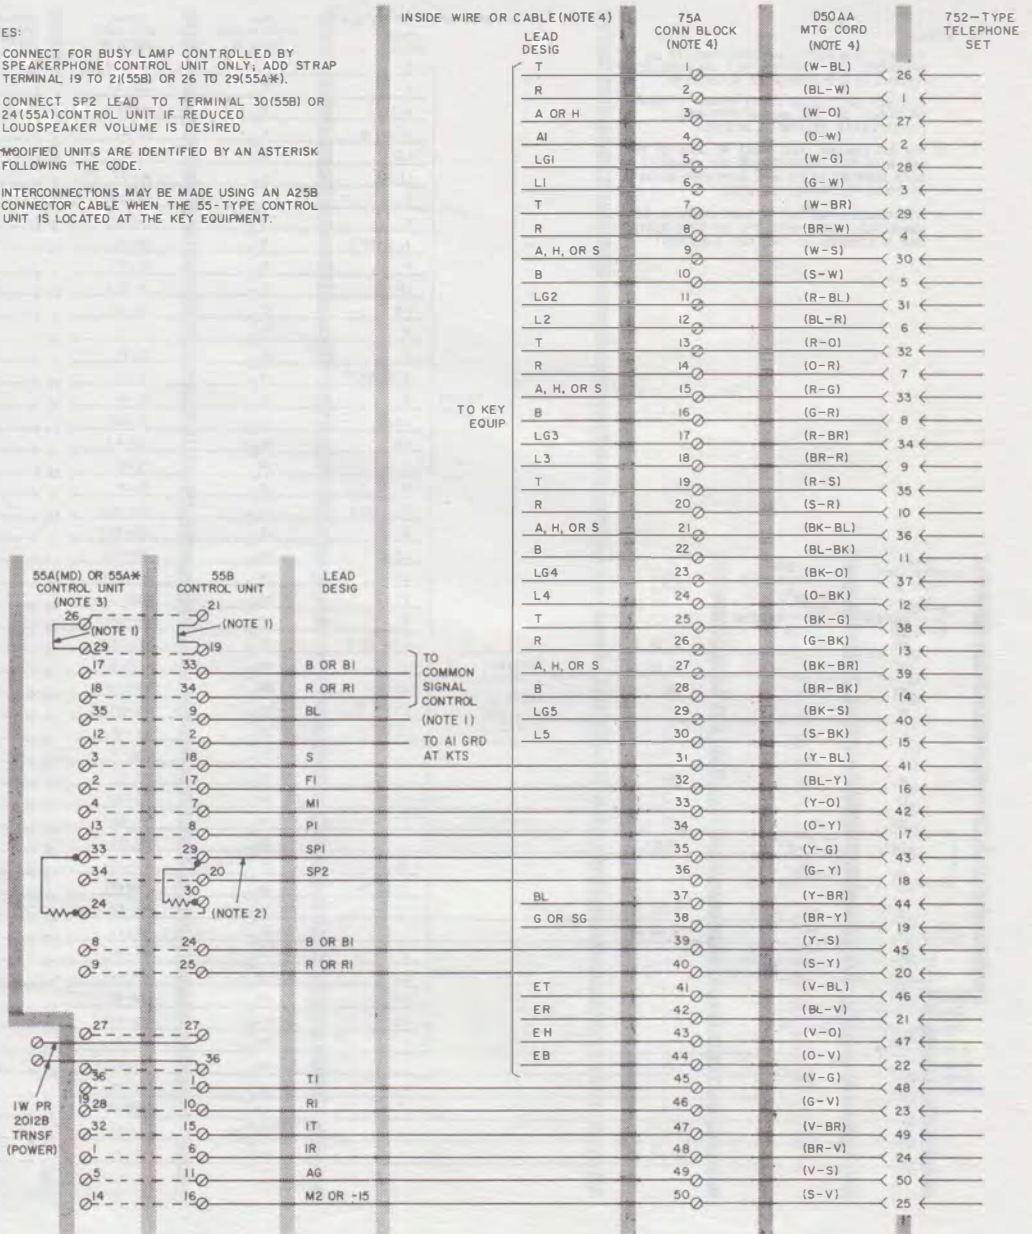 ES:
CONNECT FOR BUSY LAMP CONTROLLED BY
SPEAKERPHONE CONTROL UNIT ONLY; ADD STRAP
TERMINAL 19 TO 21(55B) OR 26 TO 29(55A*).
CONNECT SP2 LEAD TO TERMINAL 30(55B) OR
24(55A) CONTROL UNIT IF REDUCED
LOUDSPEAKER VOLUME IS DESIRED
MODIFIED UNITS ARE IDENTIFIED BY AN ASTERISK
FOLLOWING THE CODE.
INTERCONNECTIONS MAY BE MADE USING AN A25B
CONNECTOR CABLE WHEN THE 55-TYPE CONTROL
UNIT IS LOCATED AT THE KEY EQUIPMENT.
INSIDE WIRE OR CABLE(NOTE 4)
LEAD
DESIG
75A
CONN BLOCK
(NOTE 4)
D50AA
MTG CORD
(NOTE 4)
752-TYPE
TELEPHONE
SET
TO KEY
EQUIP
T 1 (W-BL) 26
R 2 (BL-W) 1
A OR H 3 (W-O) 27
A1 4 (O-W) 2
LG1 5 (W-G) 28
L1 6 (G-W) 3
T 7 (W-BR) 29
R 8 (BR-W) 4
A, H, OR S 9 (W-S) 30
B 10 (S-W) 5
LG2 11 (R-BL) 31
L2 12 (BL-R) 6
T 13 (R-O) 32
R 14 (O-R) 7
A, H, OR S 15 (R-G) 33
B 16 (G-R) 8
LG3 17 (R-BR) 34
L3 18 (BR-R) 9
T 19 (R-S) 35
R 20 (S-R) 10
A, H, OR S 21 (BK-BL) 36
B 22 (BL-BK) 11
LG4 23 (BK-O) 37
L4 24 (O-BK) 12
T 25 (BK-G) 38
R 26 (G-BK) 13
A, H, OR S 27 (BK-BR) 39
B 28 (BR-BK) 14
LG5 29 (BK-S) 40
L5 30 (S-BK) 15
31 (Y-BL) 41
32 (BL-Y) 16
33 (Y-O) 42
34 (O-Y) 17
35 (Y-G) 43
36 (G-Y) 18
BL 37 (Y-BR) 44
G OR SG 38 (BR-Y) 19
39 (Y-S) 45
40 (S-Y) 20
ET 41 (V-BL) 46
ER 42 (BL-V) 21
EH 43 (V-O) 47
EB 44 (O-V) 22
45 (V-G) 48
46 (G-V) 23
47 (V-BR) 49
48 (BR-V) 24
49 (V-S) 50
50 (S-V) 25
55A(MD) OR 55A*
CONTROL UNIT
(NOTE 3)
55B
CONTROL UNIT
LEAD
DESIG
26 21
(NOTE 1) (NOTE 1)
29 19
17 33 B OR B1
18 34 R OR R1
TO
COMMON
SIGNAL
CONTROL
35 9 BL (NOTE 1)
12 2 TO A1 GRD
AT KTS
3 18 S
2 17 F1
4 7 M1
13 8 P1
33 29 SP1
34 20 SP2
24 30
(NOTE 2)
8 24 B OR B1
9 25 R OR R1
27 27
36 36
19 1 T1
28 10 R1
32 15 1T
1 6 1R
5 11 AG
14 16 M2 OR -15
1W PR
2012B
TRNSF
(POWER)